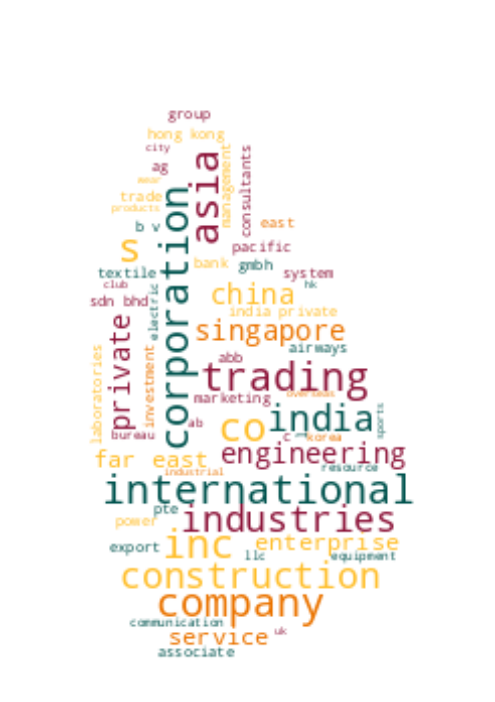 group
hong kong
city
asia
management
consultants
ag
wear
trade
products
corporation
b v
east
s
pacific
bank
gmbh
textile
system
club
hk
electric
china
sdn bhd
india private
private
singapore
airways
laboratories
investment
abb
trading
marketing
overseas
co
india
sports
ab
bureau
c
korea
far east
engineering
resource
industrial
international
pte
industries
power
inc
enterprise
export
llc
equipment
construction
company
communication
service
uk
associate